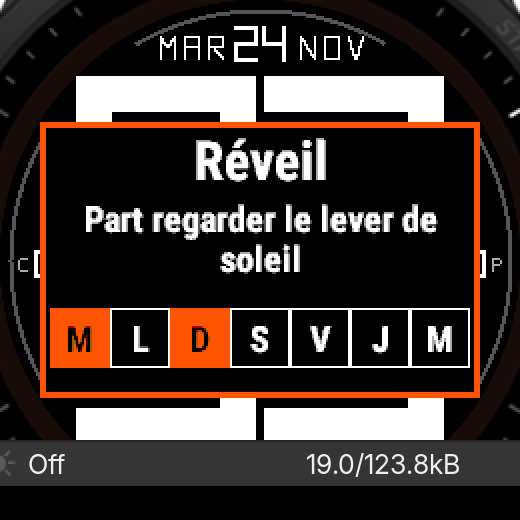 MAR 24 NOV
Réveil
Part regarder le lever de
soleil
C P
M L D S V J M
Off 19.0/123.8kB